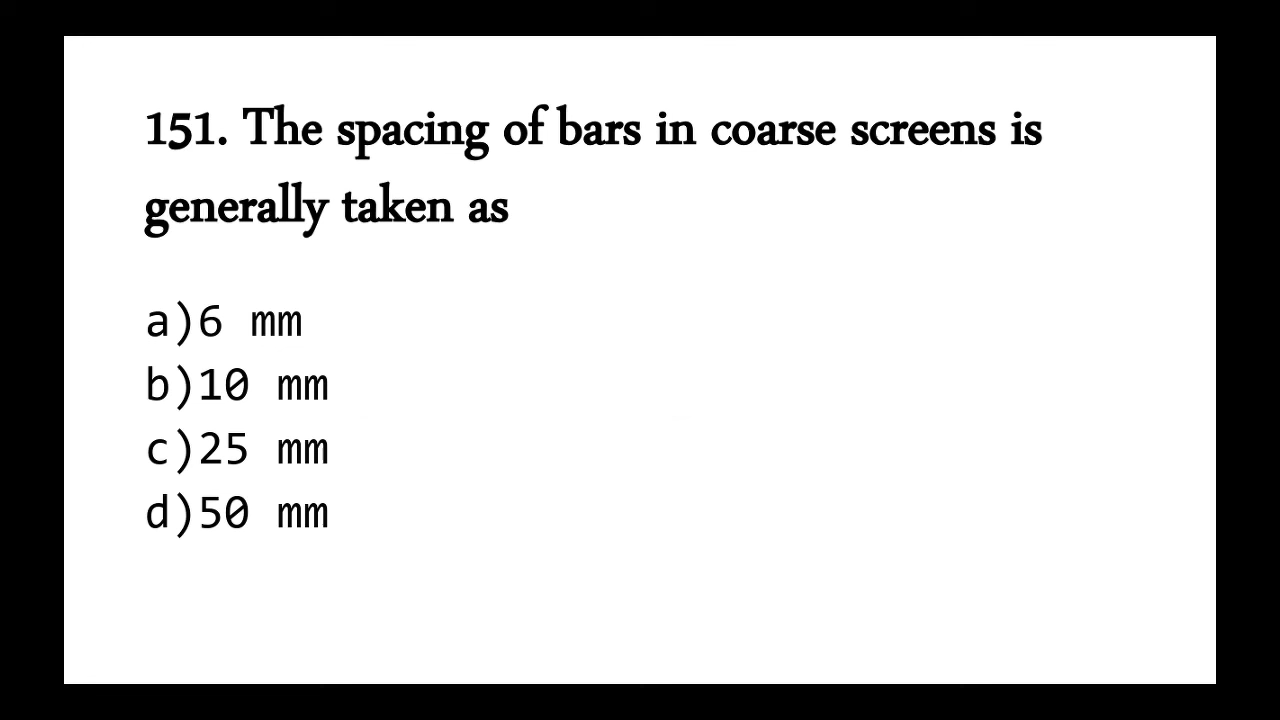 151. The spacing of bars in coarse screens is
generally taken as
a)6 mm
b)10 mm
c)25 mm
d)50 mm